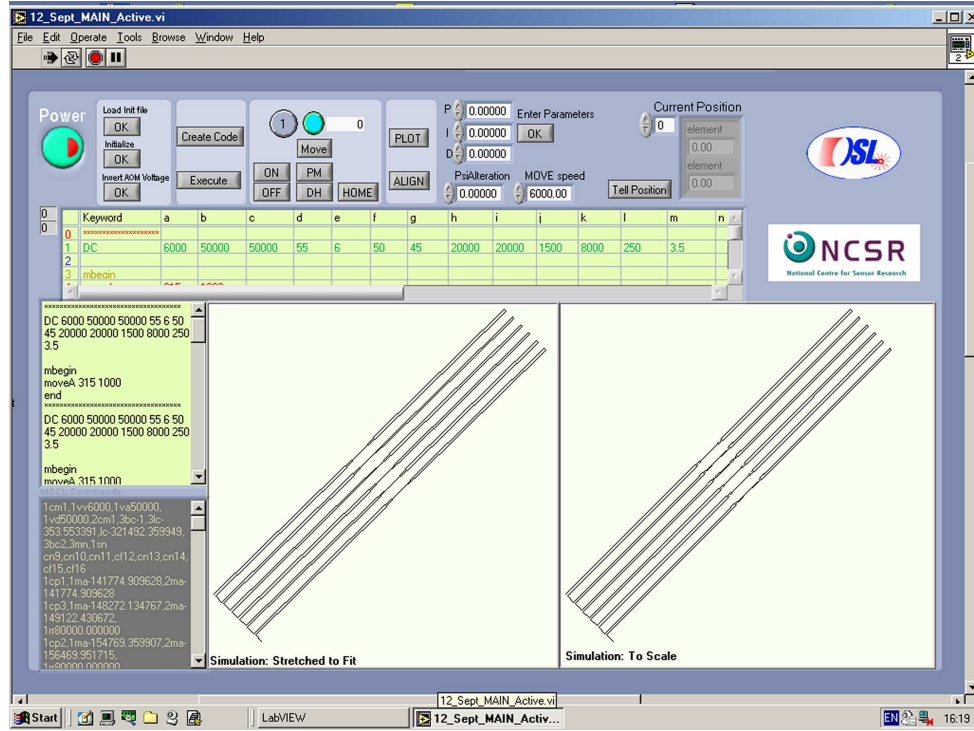 12_Sept_MAIN_Active.vi
File Edit Operate Tools Browse Window Help
2
Power
Load Init file
OK
Initialize
OK
Invert AOM Voltage
OK
Create Code
Execute
1 0
Move
ON PM
OFF DH HOME
PLOT
ALIGN
P 0.00000 Enter Parameters
I 0.00000 OK
D 0.00000
PsiAlteration MOVE speed
0.00000 6000.00
Current Position
0 element
0.00
element
0.00
Tell Position
OSL
NCSR
National Centre for Sensor Research
0
0
Keyword a b c d e f g h i j k l m n
0 xxxxxxxxxxxxxxxxxxxx
1 DC 6000 50000 50000 55 6 50 45 20000 20000 1500 8000 250 3.5
2
3 mbegin
DC 6000 50000 50000 55 6 50
45 20000 20000 1500 8000 250
3.5
mbegin
moveA 315 1000
end
DC 6000 50000 50000 55 6 50
45 20000 20000 1500 8000 250
3.5
mbegin
moveA 315 1000
MCSL Commands
1cm1,1vv6000,1va50000,
1vd50000,2cm1,3bc-1,3lc-
353.553391,lc-321492.359949,
3bc2,3mn,1sn
cn9,cn10,cn11,cf12,cn13,cn14,
cf15,cf16
1cp1,1ma-141774.909628,2ma-
141774.909628
1cp3,1ma-148272.134767,2ma-
149122.430672,
1rr80000.000000
1cp2,1ma-154769.359907,2ma-
156469.951715,
1rr90000.000000
Simulation: Stretched to Fit
Simulation: To Scale
12_Sept_MAIN_Active.vi
Start LabVIEW 12_Sept_MAIN_Activ... EN 16:19